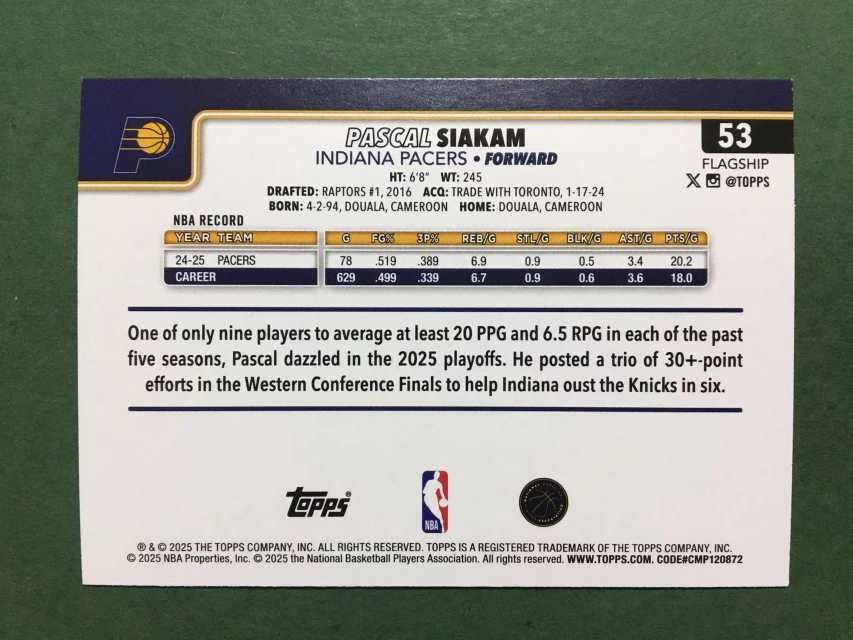 53
PASCAL SIAKAM
FLAGSHIP
INDIANA PACERS • FORWARD
@TOPPS
HT: 6'8" WT: 245
DRAFTED: RAPTORS #1, 2016 ACQ: TRADE WITH TORONTO, 1-17-24
BORN: 4-2-94, DOUALA, CAMEROON HOME: DOUALA, CAMEROON
NBA RECORD
YEAR TEAM G FG% 3P% REB/G STL/G BLK/G AST/G PTS/G
24-25 PACERS 78 .519 .389 6.9 0.9 0.5 3.4 20.2
CAREER 629 .499 .339 6.7 0.9 0.6 3.6 18.0
One of only nine players to average at least 20 PPG and 6.5 RPG in each of the past
five seasons, Pascal dazzled in the 2025 playoffs. He posted a trio of 30+-point
efforts in the Western Conference Finals to help Indiana oust the Knicks in six.
TOPPS®
NBA
® & © 2025 THE TOPPS COMPANY, INC. ALL RIGHTS RESERVED. TOPPS IS A REGISTERED TRADEMARK OF THE TOPPS COMPANY, INC.
© 2025 NBA Properties, Inc. © 2025 the National Basketball Players Association. All rights reserved. WWW.TOPPS.COM. CODE#CMP120872